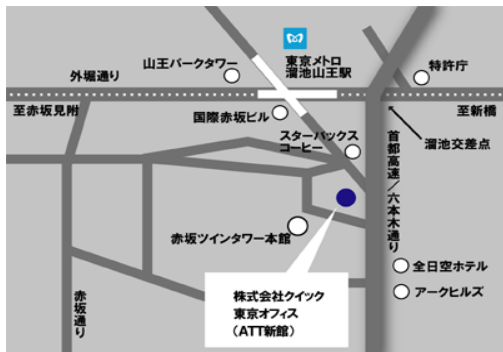 東京メトロ
溜池山王駅
山王パークタワー
特許庁
外堀通り
至赤坂見附
至新橋
国際赤坂ビル
溜池交差点
スターバックス
コーヒー
首都高速／六本木通り
赤坂ツインタワー本館
全日空ホテル
アークヒルズ
赤坂通り
株式会社クイック
東京オフィス
（ATT新館）